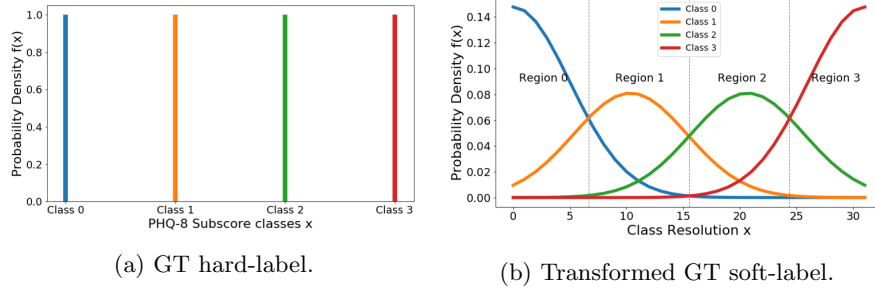 Probability Density f(x)
1.0
0.8
0.6
0.4
0.2
0.0
Class 0 Class 1 Class 2 Class 3
PHQ-8 Subscore classes x
(a) GT hard-label.
Probability Density f(x)
0.14
0.12
0.10
0.08
0.06
0.04
0.02
0.00
Class 0
Class 1
Class 2
Class 3
Region 0 Region 1 Region 2 Region 3
0 5 10 15 20 25 30
Class Resolution x
(b) Transformed GT soft-label.